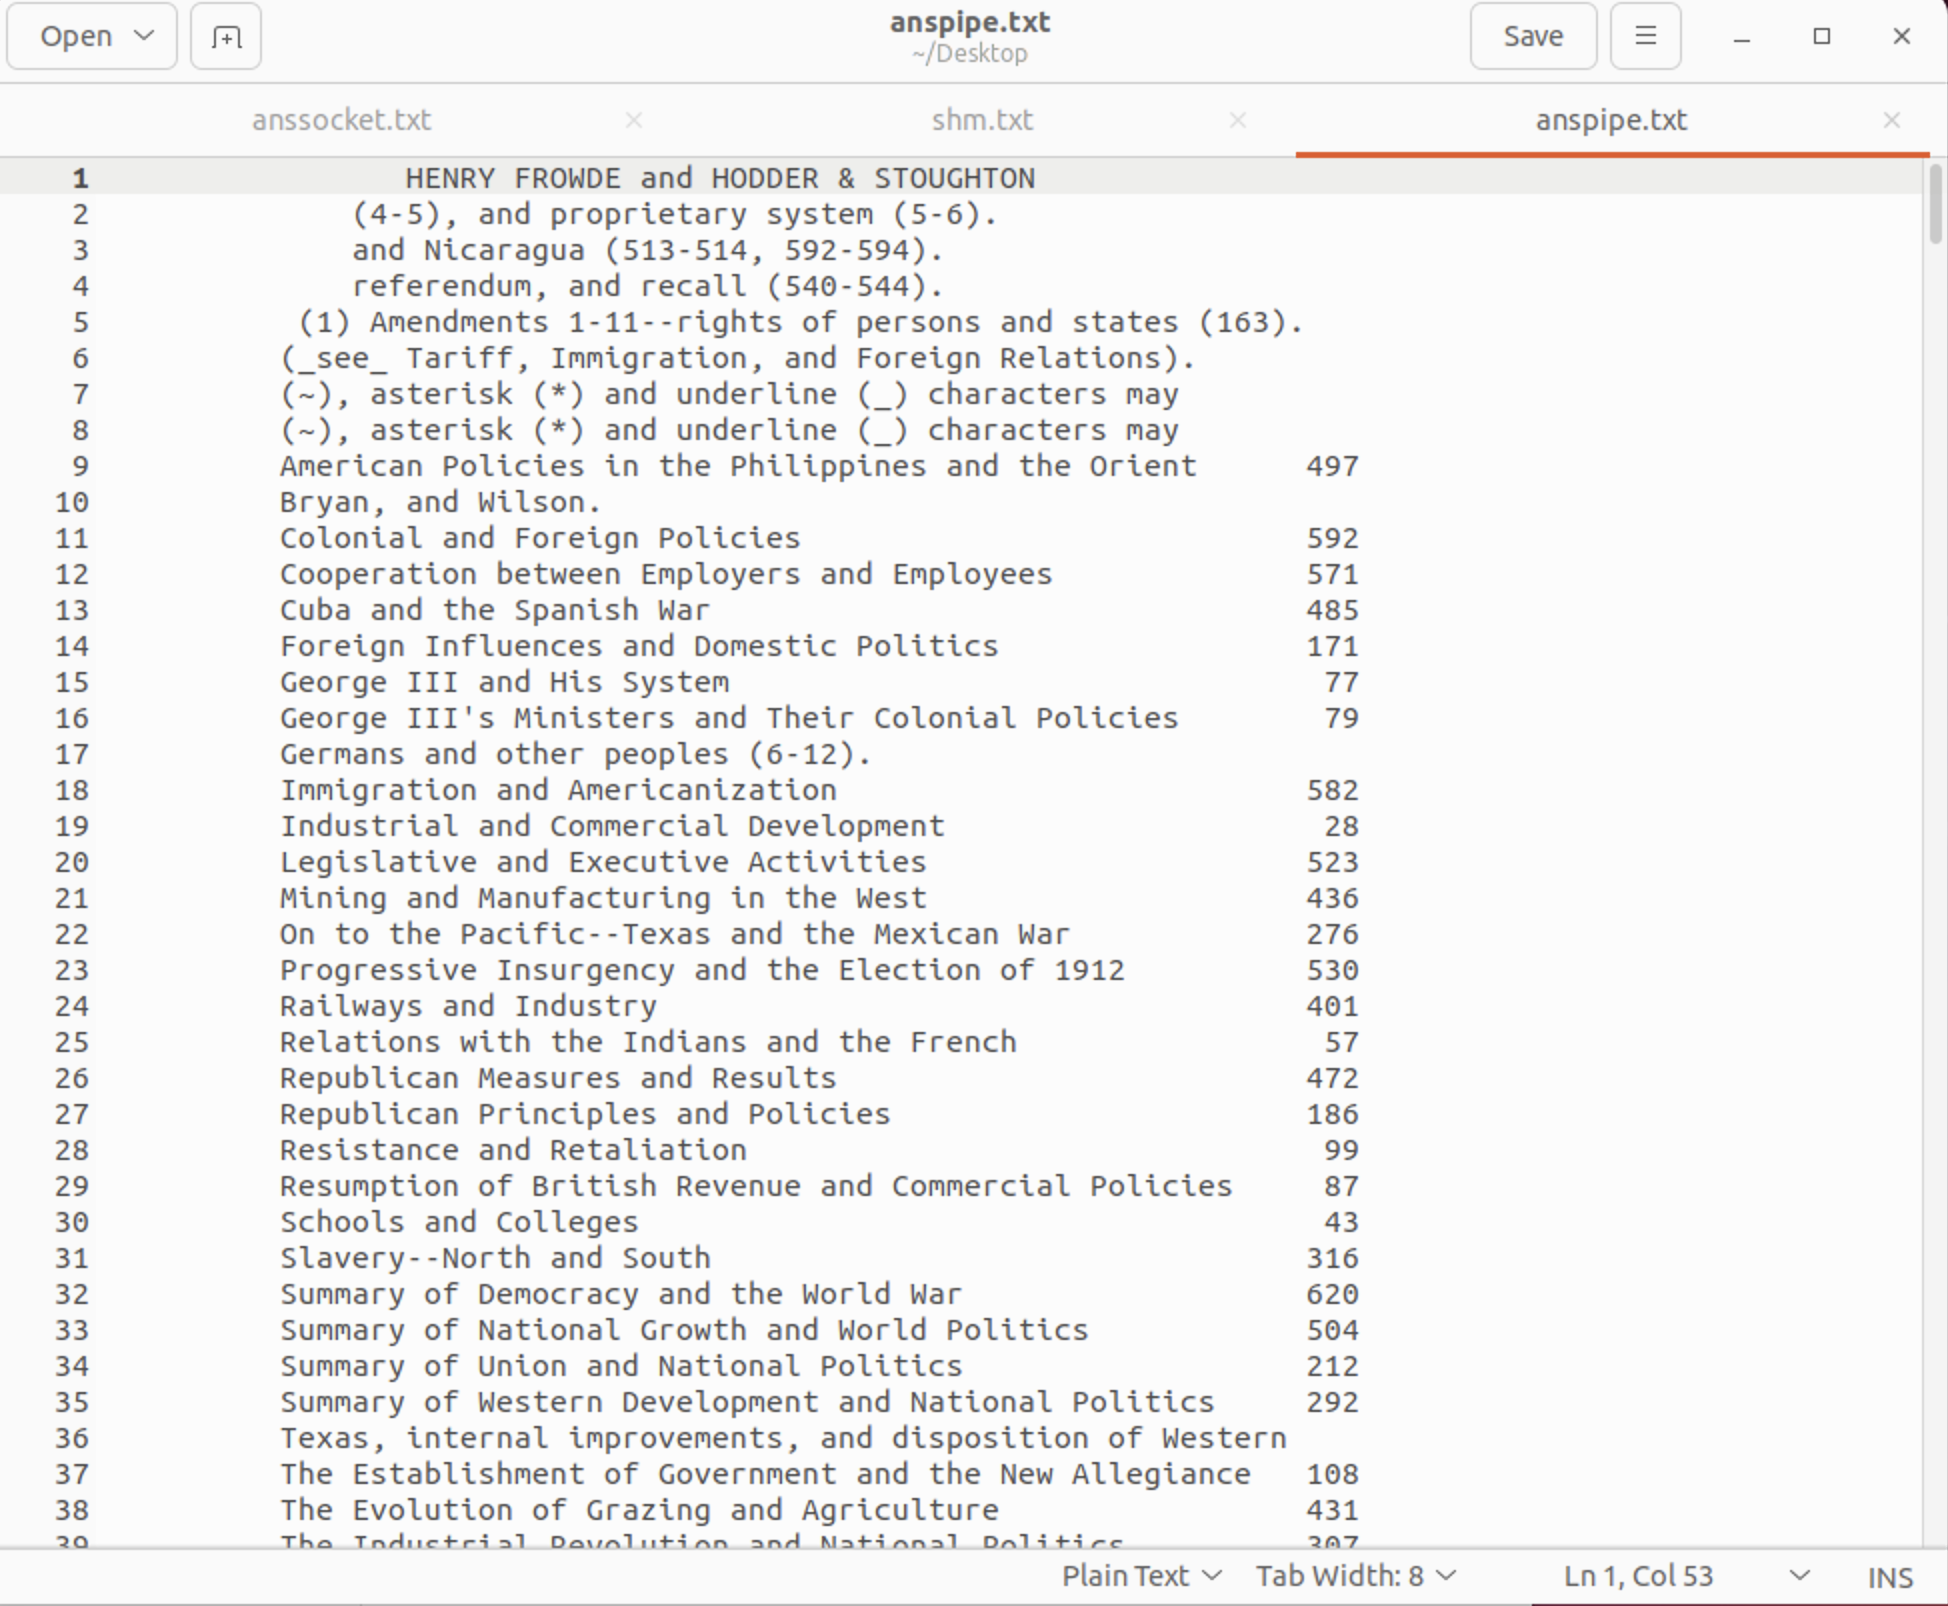 Open
anspipe.txt
~/Desktop
Save
anssocket.txt
shm.txt
anspipe.txt
1 HENRY FROWDE and HODDER & STOUGHTON
2 (4-5), and proprietary system (5-6).
3 and Nicaragua (513-514, 592-594).
4 referendum, and recall (540-544).
5 (1) Amendments 1-11--rights of persons and states (163).
6 (_see_ Tariff, Immigration, and Foreign Relations).
7 (~), asterisk (*) and underline (_) characters may
8 (~), asterisk (*) and underline (_) characters may
9 American Policies in the Philippines and the Orient 497
10 Bryan, and Wilson.
11 Colonial and Foreign Policies 592
12 Cooperation between Employers and Employees 571
13 Cuba and the Spanish War 485
14 Foreign Influences and Domestic Politics 171
15 George III and His System 77
16 George III's Ministers and Their Colonial Policies 79
17 Germans and other peoples (6-12).
18 Immigration and Americanization 582
19 Industrial and Commercial Development 28
20 Legislative and Executive Activities 523
21 Mining and Manufacturing in the West 436
22 On to the Pacific--Texas and the Mexican War 276
23 Progressive Insurgency and the Election of 1912 530
24 Railways and Industry 401
25 Relations with the Indians and the French 57
26 Republican Measures and Results 472
27 Republican Principles and Policies 186
28 Resistance and Retaliation 99
29 Resumption of British Revenue and Commercial Policies 87
30 Schools and Colleges 43
31 Slavery--North and South 316
32 Summary of Democracy and the World War 620
33 Summary of National Growth and World Politics 504
34 Summary of Union and National Politics 212
35 Summary of Western Development and National Politics 292
36 Texas, internal improvements, and disposition of Western
37 The Establishment of Government and the New Allegiance 108
38 The Evolution of Grazing and Agriculture 431
39 The Industrial Revolution and National Politics 307
Plain Text Tab Width: 8 Ln 1, Col 53 INS